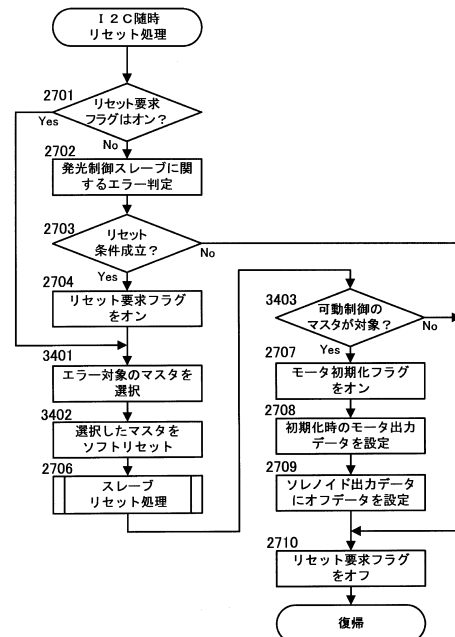 I2C随時
リセット処理
2701
リセット要求
フラグはオン?
Yes
No
2702
発光制御スレーブに関
するエラー判定
2703
リセット
条件成立?
No
Yes
2704
リセット要求フラグ
をオン
3401
エラー対象のマスタを
選択
3402
選択したマスタを
ソフトリセット
2706
スレーブ
リセット処理
3403
可動制御の
マスタが対象?
No
Yes
2707
モータ初期化フラグ
をオン
2708
初期化時のモータ出力
データを設定
2709
ソレノイド出力データ
にオフデータを設定
2710
リセット要求フラグ
をオフ
復帰